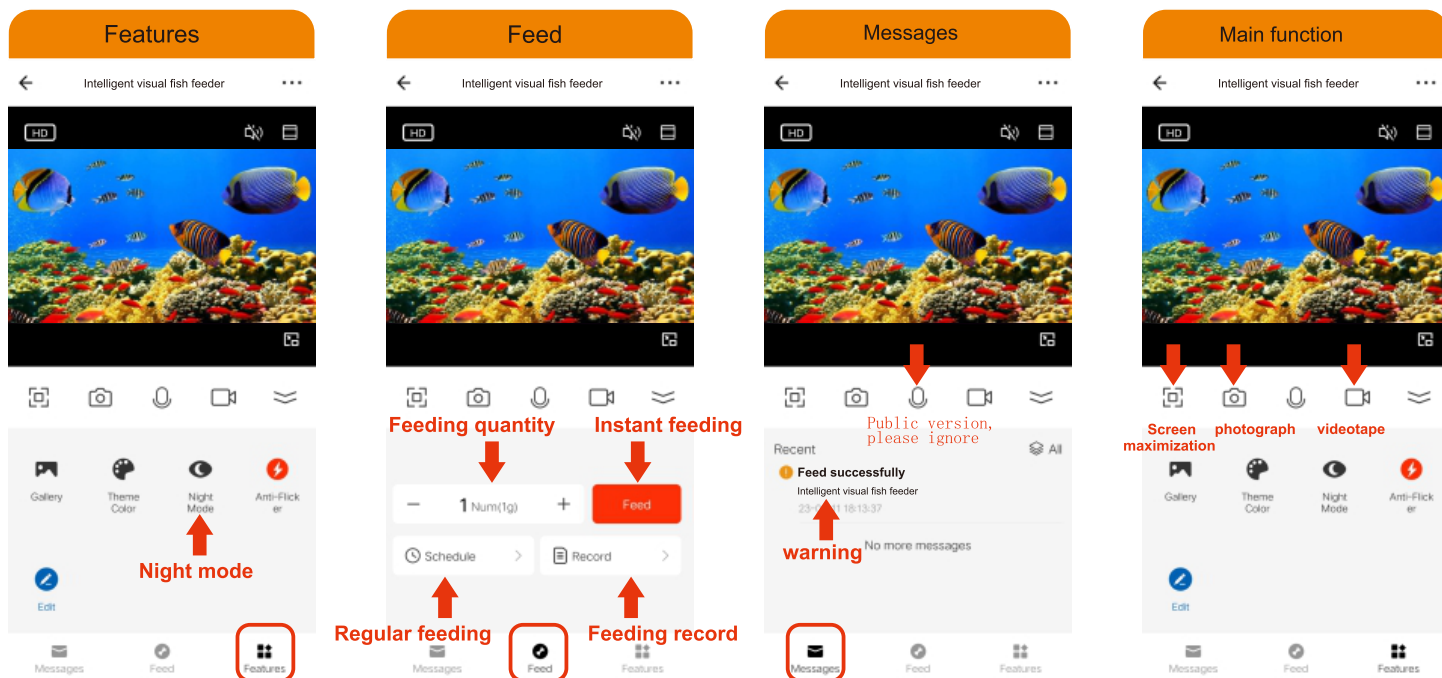 Features
Intelligent visual fish feeder
HD
Gallery
Theme
Color
Night
Mode
Anti-Flick
er
Night mode
Edit
Messages
Feed
Features
Feed
Intelligent visual fish feeder
HD
Feeding quantity
Instant feeding
1 Num(1g)
Feed
Schedule
Record
Regular feeding
Feeding record
Messages
Feed
Features
Messages
Intelligent visual fish feeder
HD
Public version,
please ignore
Recent
All
Feed successfully
Intelligent visual fish feeder
18:13:37
warning
No more messages
Messages
Feed
Features
Main function
Intelligent visual fish feeder
HD
Screen
maximization
photograph
videotape
Gallery
Theme
Color
Night
Mode
Anti-Flick
er
Edit
Messages
Feed
Features